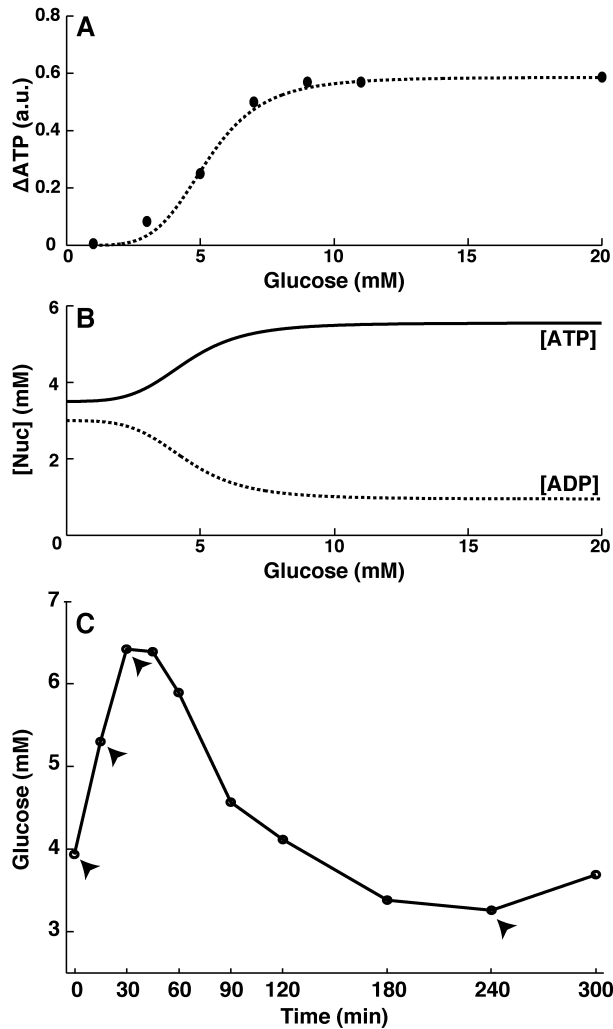 A
0.8
0.6
0.4
0.2
0
ΔATP (a.u.)
0 5 10 15 20
Glucose (mM)
B
6
4
2
0
[Nuc] (mM)
[ATP]
[ADP]
5 10 15 20
Glucose (mM)
C
7
6
5
4
3
Glucose (mM)
0 30 60 90 120 180 240 300
Time (min)